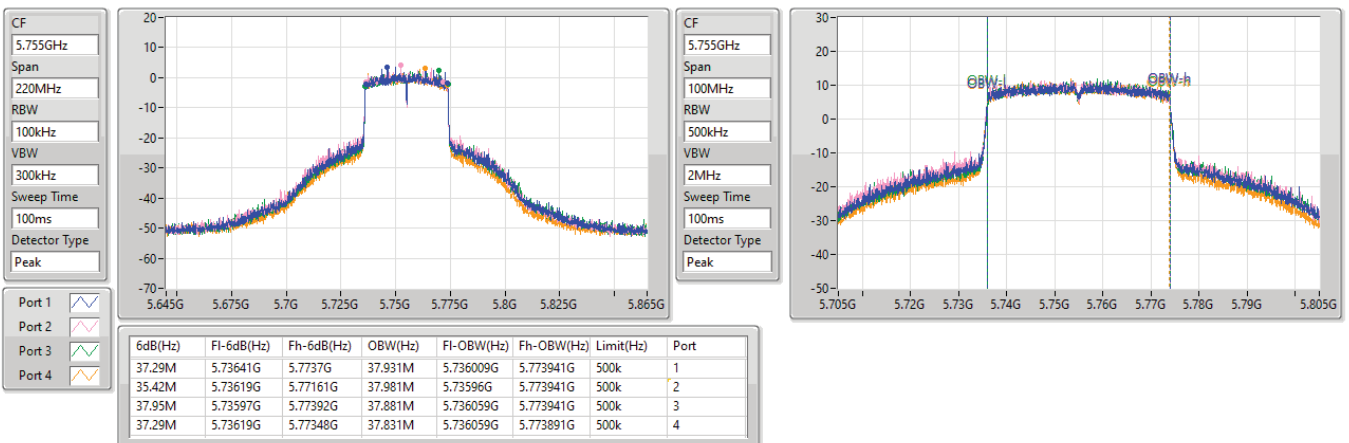 CF
5.755GHz
Span
220MHz
RBW
100kHz
VBW
300kHz
Sweep Time
100ms
Detector Type
Peak
20
10
0
-10
-20
-30
-40
-50
-60
-70
5.645G 5.675G 5.7G 5.725G 5.75G 5.775G 5.8G 5.825G 5.865G
CF
5.755GHz
Span
100MHz
RBW
500kHz
VBW
2MHz
Sweep Time
100ms
Detector Type
Peak
30
20
10
0
-10
-20
-30
-40
-50
OBW-l OBW-h
5.705G 5.72G 5.73G 5.74G 5.75G 5.76G 5.77G 5.78G 5.79G 5.805G
Port 1
Port 2
Port 3
Port 4
6dB(Hz) Fl-6dB(Hz) Fh-6dB(Hz) OBW(Hz) Fl-OBW(Hz) Fh-OBW(Hz) Limit(Hz) Port
37.29M 5.73641G 5.7737G 37.931M 5.736009G 5.773941G 500k 1
35.42M 5.73619G 5.77161G 37.981M 5.73596G 5.773941G 500k 2
37.95M 5.73597G 5.77392G 37.881M 5.736059G 5.773941G 500k 3
37.29M 5.73619G 5.77348G 37.831M 5.736059G 5.773891G 500k 4